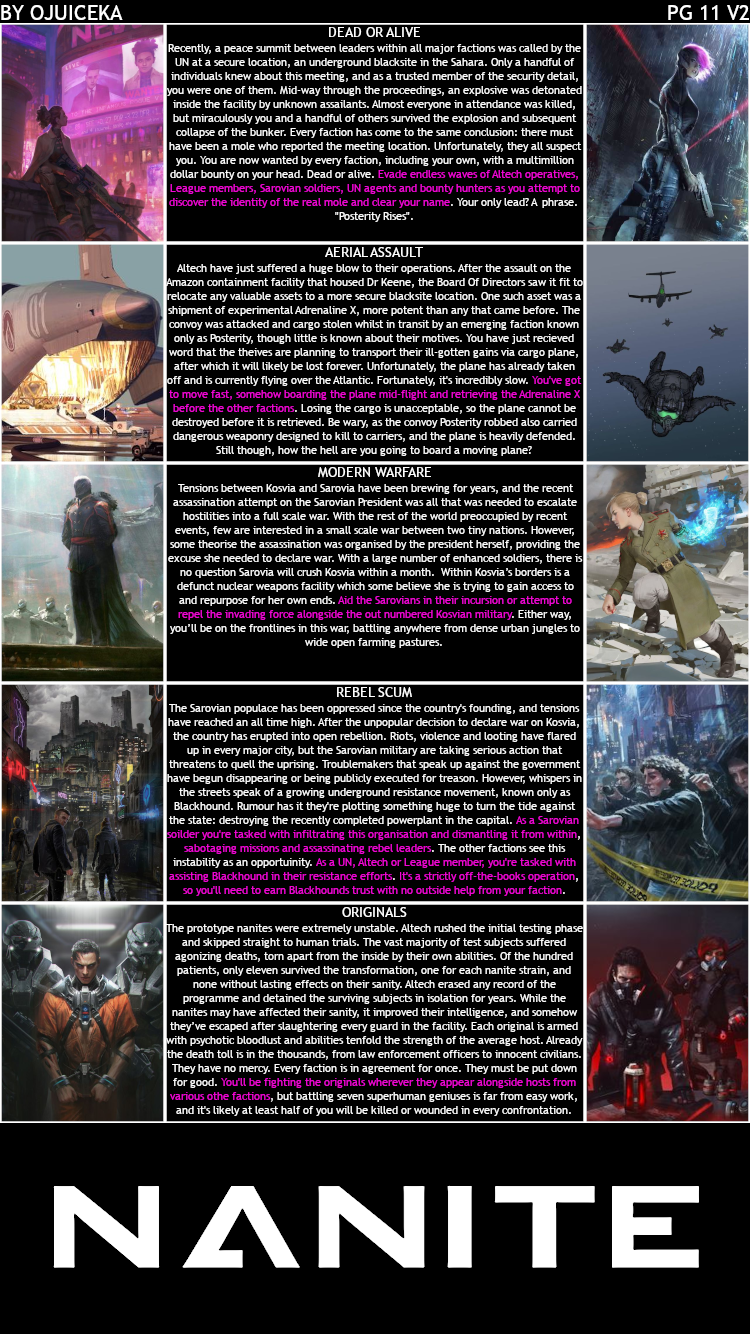 BY OJUICEKA
PG 11 V2
DEAD OR ALIVE
Recently, a peace summit between leaders within all major factions was called by the
UN at a secure location, an underground blacksite in the Sahara. Only a handful of
individuals knew about this meeting, and as a trusted member of the security detail,
you were one of them. Mid-way through the proceedings, an explosive was detonated
inside the facility by unknown assailants. Almost everyone in attendance was killed,
but miraculously you and a handful of others survived the explosion and subsequent
collapse of the bunker. Every faction has come to the same conclusion: there must
have been a mole who reported the meeting location. Unfortunately, they all suspect
you. You are now wanted by every faction, including your own, with a multimillion
dollar bounty on your head. Dead or alive. Evade endless waves of Altech operatives,
League members, Sarovian soldiers, UN agents and bounty hunters as you attempt to
discover the identity of the real mole and clear your name. Your only lead? A phrase.
"Posterity Rises".
AERIAL ASSAULT
Altech have just suffered a huge blow to their operations. After the assault on the
Amazon containment facility that housed Dr Keene, the Board Of Directors saw it fit to
relocate any valuable assets to a more secure blacksite location. One such asset was a
shipment of experimental Adrenaline X, more potent than any that came before. The
convoy was attacked and cargo stolen whilst in transit by an emerging faction known
only as Posterity, though little is known about their motives. You have just recieved
word that the theives are planning to transport their ill-gotten gains via cargo plane,
after which it will likely be lost forever. Unfortunately, the plane has already taken
off and is currently flying over the Atlantic. Fortunately, it's incredibly slow. You've got
to move fast, somehow boarding the plane mid-flight and retrieving the Adrenaline X
before the other factions. Losing the cargo is unacceptable, so the plane cannot be
destroyed before it is retrieved. Be wary, as the convoy Posterity robbed also carried
dangerous weaponry designed to kill to carriers, and the plane is heavily defended.
Still though, how the hell are you going to board a moving plane?
MODERN WARFARE
Tensions between Kosvia and Sarovia have been brewing for years, and the recent
assassination attempt on the Sarovian President was all that was needed to escalate
hostilities into a full scale war. With the rest of the world preoccupied by recent
events, few are interested in a small scale war between two tiny nations. However,
some theorise the assassination was organised by the president herself, providing the
excuse she needed to declare war. With a large number of enhanced soldiers, there is
no question Sarovia will crush Kosvia within a month. Within Kosvia's borders is a
defunct nuclear weapons facility which some believe she is trying to gain access to
and repurpose for her own ends. Aid the Sarovians in their incursion or attempt to
repel the invading force alongside the out numbered Kosvian military. Either way,
you'll be on the frontlines in this war, battling anywhere from dense urban jungles to
wide open farming pastures.
REBEL SCUM
The Sarovian populace has been oppressed since the country's founding, and tensions
have reached an all time high. After the unpopular decision to declare war on Kosvia,
the country has erupted into open rebellion. Riots, violence and looting have flared
up in every major city, but the Sarovian military are taking serious action that
threatens to quell the uprising. Troublemakers that speak up against the government
have begun disappearing or being publicly executed for treason. However, whispers in
the streets speak of a growing underground resistance movement, known only as
Blackhound. Rumour has it they're plotting something huge to turn the tide against
the state: destroying the recently completed powerplant in the capital. As a Sarovian
soilder you're tasked with infiltrating this organisation and dismantling it from within,
sabotaging missions and assassinating rebel leaders. The other factions see this
instability as an opportuinity. As a UN, Altech or League member, you're tasked with
assisting Blackhound in their resistance efforts. It's a strictly off-the-books operation,
so you'll need to earn Blackhounds trust with no outside help from your faction.
ORIGINALS
The prototype nanites were extremely unstable. Altech rushed the initial testing phase
and skipped straight to human trials. The vast majority of test subjects suffered
agonizing deaths, torn apart from the inside by their own abilities. Of the hundred
patients, only eleven survived the transformation, one for each nanite strain, and
none without lasting effects on their sanity. Altech erased any record of the
programme and detained the surviving subjects in isolation for years. While the
nanites may have affected their sanity, it improved their intelligence, and somehow
they've escaped after slaughtering every guard in the facility. Each original is armed
with psychotic bloodlust and abilities tenfold the strength of the average host. Already
the death toll is in the thousands, from law enforcement officers to innocent civilians.
They have no mercy. Every faction is in agreement for once. They must be put down
for good. You'll be fighting the originals wherever they appear alongside hosts from
various othe factions, but battling seven superhuman geniuses is far from easy work,
and it's likely at least half of you will be killed or wounded in every confrontation.
NANITE